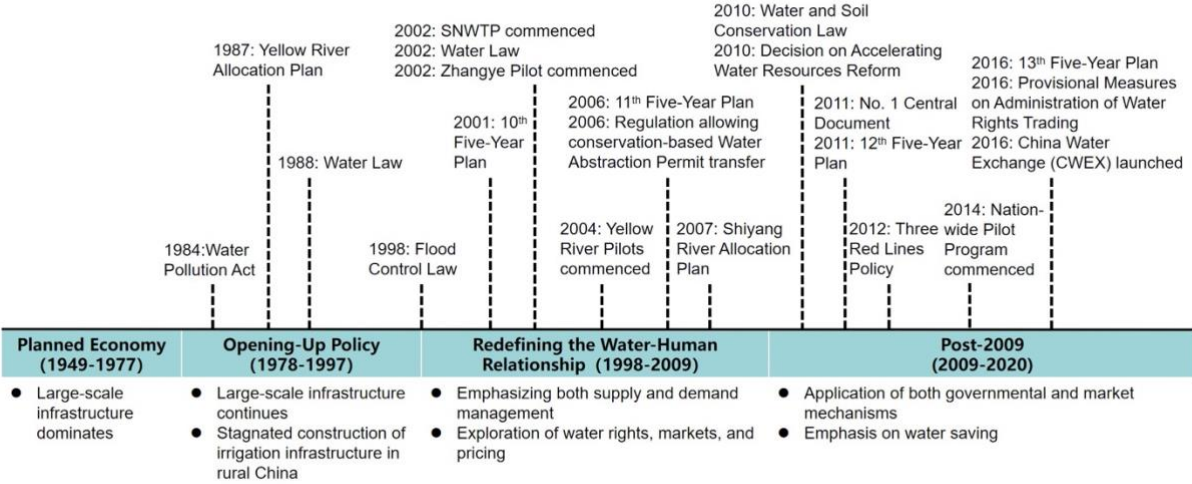 1984:Water
Pollution Act
1987: Yellow River
Allocation Plan
1988: Water Law
1998: Flood
Control Law
2001: 10th
Five-Year
Plan
2002: SNWTP commenced
2002: Water Law
2002: Zhangye Pilot commenced
2004: Yellow
River Pilots
commenced
2006: 11th Five-Year Plan
2006: Regulation allowing
conservation-based Water
Abstraction Permit transfer
2007: Shiyang
River Allocation
Plan
2010: Water and Soil
Conservation Law
2010: Decision on Accelerating
Water Resources Reform
2011: No. 1 Central
Document
2011: 12th Five-Year
Plan
2012: Three
Red Lines
Policy
2014: Nation-
wide Pilot
Program
commenced
2016: 13th Five-Year Plan
2016: Provisional Measures
on Administration of Water
Rights Trading
2016: China Water
Exchange (CWEX) launched
Planned Economy
(1949-1977)
● Large-scale
infrastructure
dominates
Opening-Up Policy
(1978-1997)
● Large-scale infrastructure
continues
● Stagnated construction of
irrigation infrastructure in
rural China
Redefining the Water-Human
Relationship (1998-2009)
● Emphasizing both supply and demand
management
● Exploration of water rights, markets, and
pricing
Post-2009
(2009-2020)
● Application of both governmental and market
mechanisms
● Emphasis on water saving